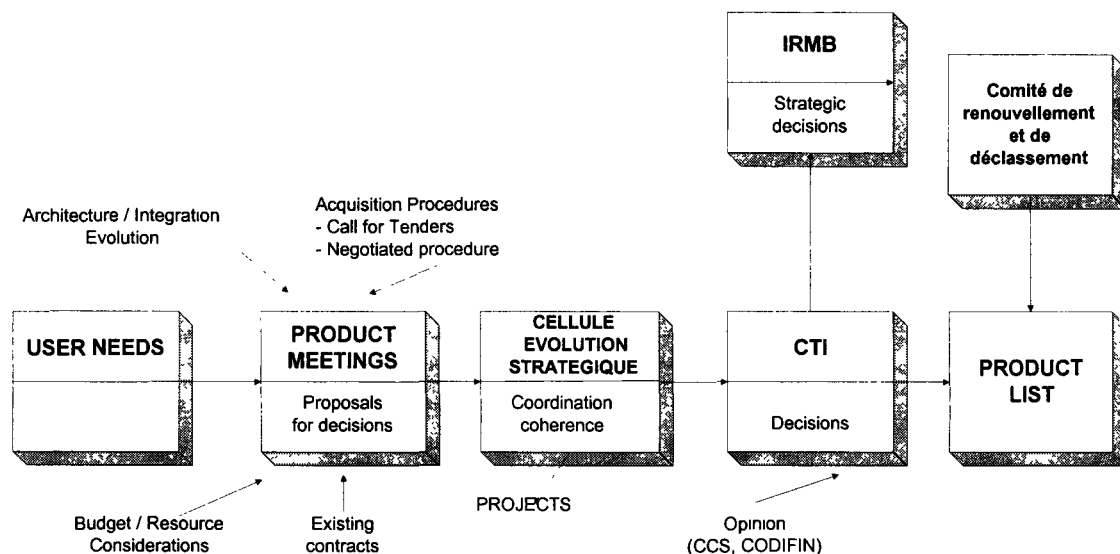 IRMB
Strategic
decisions
Comité de
renouvellement
et de
déclassement
Architecture / Integration
Evolution
Acquisition Procedures
- Call for Tenders
- Negotiated procedure
USER NEEDS
PRODUCT
MEETINGS
Proposals
for decisions
CELLULE
EVOLUTION
STRATEGIQUE
Coordination
coherence
CTI
Decisions
PRODUCT
LIST
Budget / Resource
Considerations
Existing
contracts
PROJECTS
Opinion
(CCS, CODIFIN)